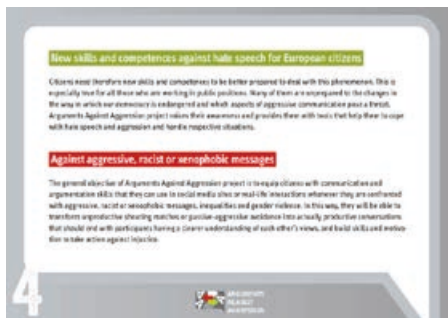 New skills and competences against hate speech for European citizens
Citizens need therefore new skills and competences to be better prepared to deal with this phenomenon. This is
especially true for all those who are working in public positions. Many of them are unprepared to the changes in
the way in which our democracy is endangered and which aspects of aggressive communication pose a threat.
Arguments Against Aggression project raises their awareness and provides them with tools that help them to cope
with hate speech and aggression and handle respective situations.
Against aggressive, racist or xenophobic messages
The general objective of Arguments Against Aggression project is to equip citizens with communication and
argumentation skills that they can use in social media sites or real-life interactions whenever they are confronted
with aggressive, racist or xenophobic messages, inequalities and gender violence. In this way, they will be able to
transform unproductive shouting matches or passive-aggressive avoidance into actually productive conversations
that should end with participants having a clearer understanding of each other's views, and build skills and motiva-
tion to take action against injustice.
4
ARGUMENTS
AGAINST
AGGRESSION